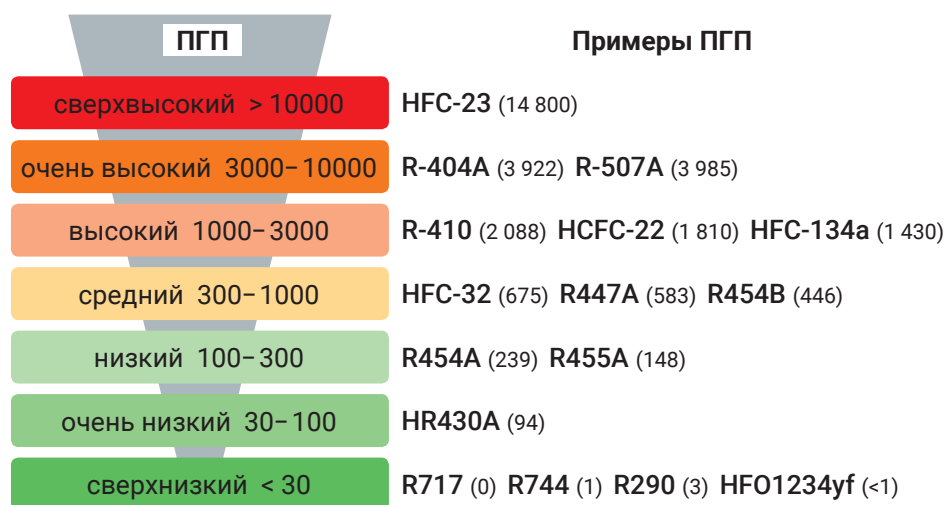 ПГП Примеры ПГП
сверхвысокий > 10000 HFC-23 (14 800)
очень высокий 3000–10000 R-404A (3 922) R-507A (3 985)
высокий 1000–3000 R-410 (2 088) HCFC-22 (1 810) HFC-134a (1 430)
средний 300–1000 HFC-32 (675) R447A (583) R454B (446)
низкий 100–300 R454A (239) R455A (148)
очень низкий 30–100 HR430A (94)
сверхнизкий < 30 R717 (0) R744 (1) R290 (3) HFO1234yf (<1)